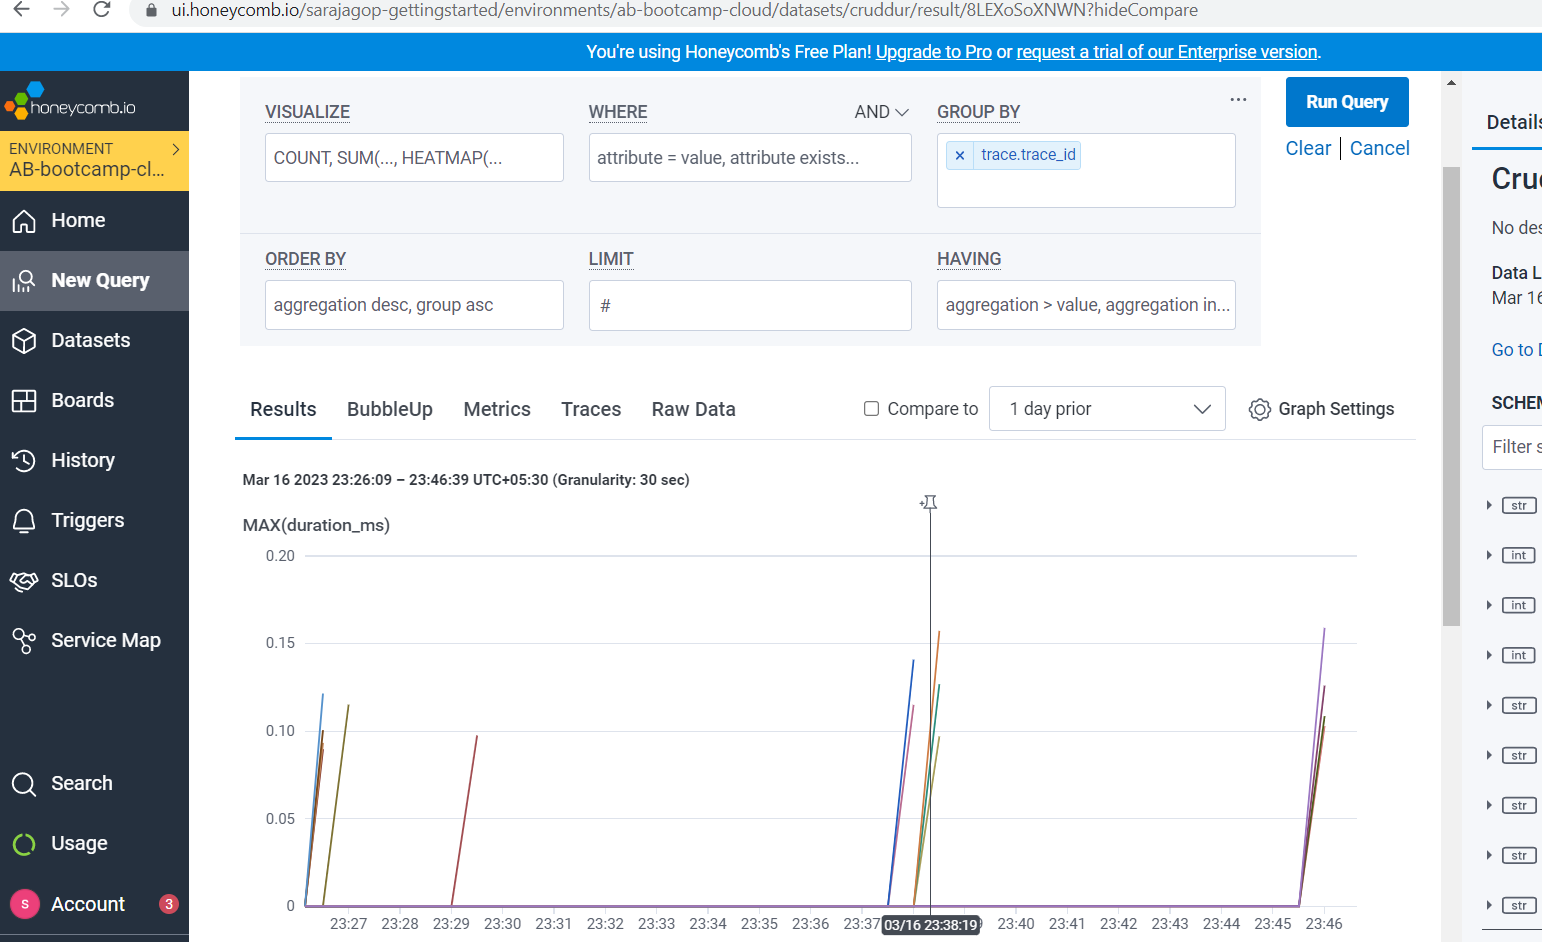 ui.honeycomb.io/sarajagop-gettingstarted/environments/ab-bootcamp-cloud/datasets/cruddur/result/8LEXoSoXNWN?hideCompare
You're using Honeycomb's Free Plan! Upgrade to Pro or request a trial of our Enterprise version.
honeycomb.io
ENVIRONMENT
AB-bootcamp-cl...
Home
New Query
Datasets
Boards
History
Triggers
SLOs
Service Map
Search
Usage
S Account 3
VISUALIZE
COUNT, SUM(..., HEATMAP(...
WHERE AND
attribute = value, attribute exists...
GROUP BY
× trace.trace_id
...
Run Query
Clear Cancel
ORDER BY
aggregation desc, group asc
LIMIT
#
HAVING
aggregation > value, aggregation in...
Results BubbleUp Metrics Traces Raw Data Compare to 1 day prior Graph Settings
Mar 16 2023 23:26:09 – 23:46:39 UTC+05:30 (Granularity: 30 sec)
MAX(duration_ms)
0.20
0.15
0.10
0.05
0
23:27 23:28 23:29 23:30 23:31 23:32 23:33 23:34 23:35 23:36 23:37 03/16 23:38:19 23:40 23:41 23:42 23:43 23:44 23:45 23:46
Details
Cru
No des
Data L
Mar 16
Go to D
SCHEM
Filter s
str
int
int
int
str
str
str
str
str